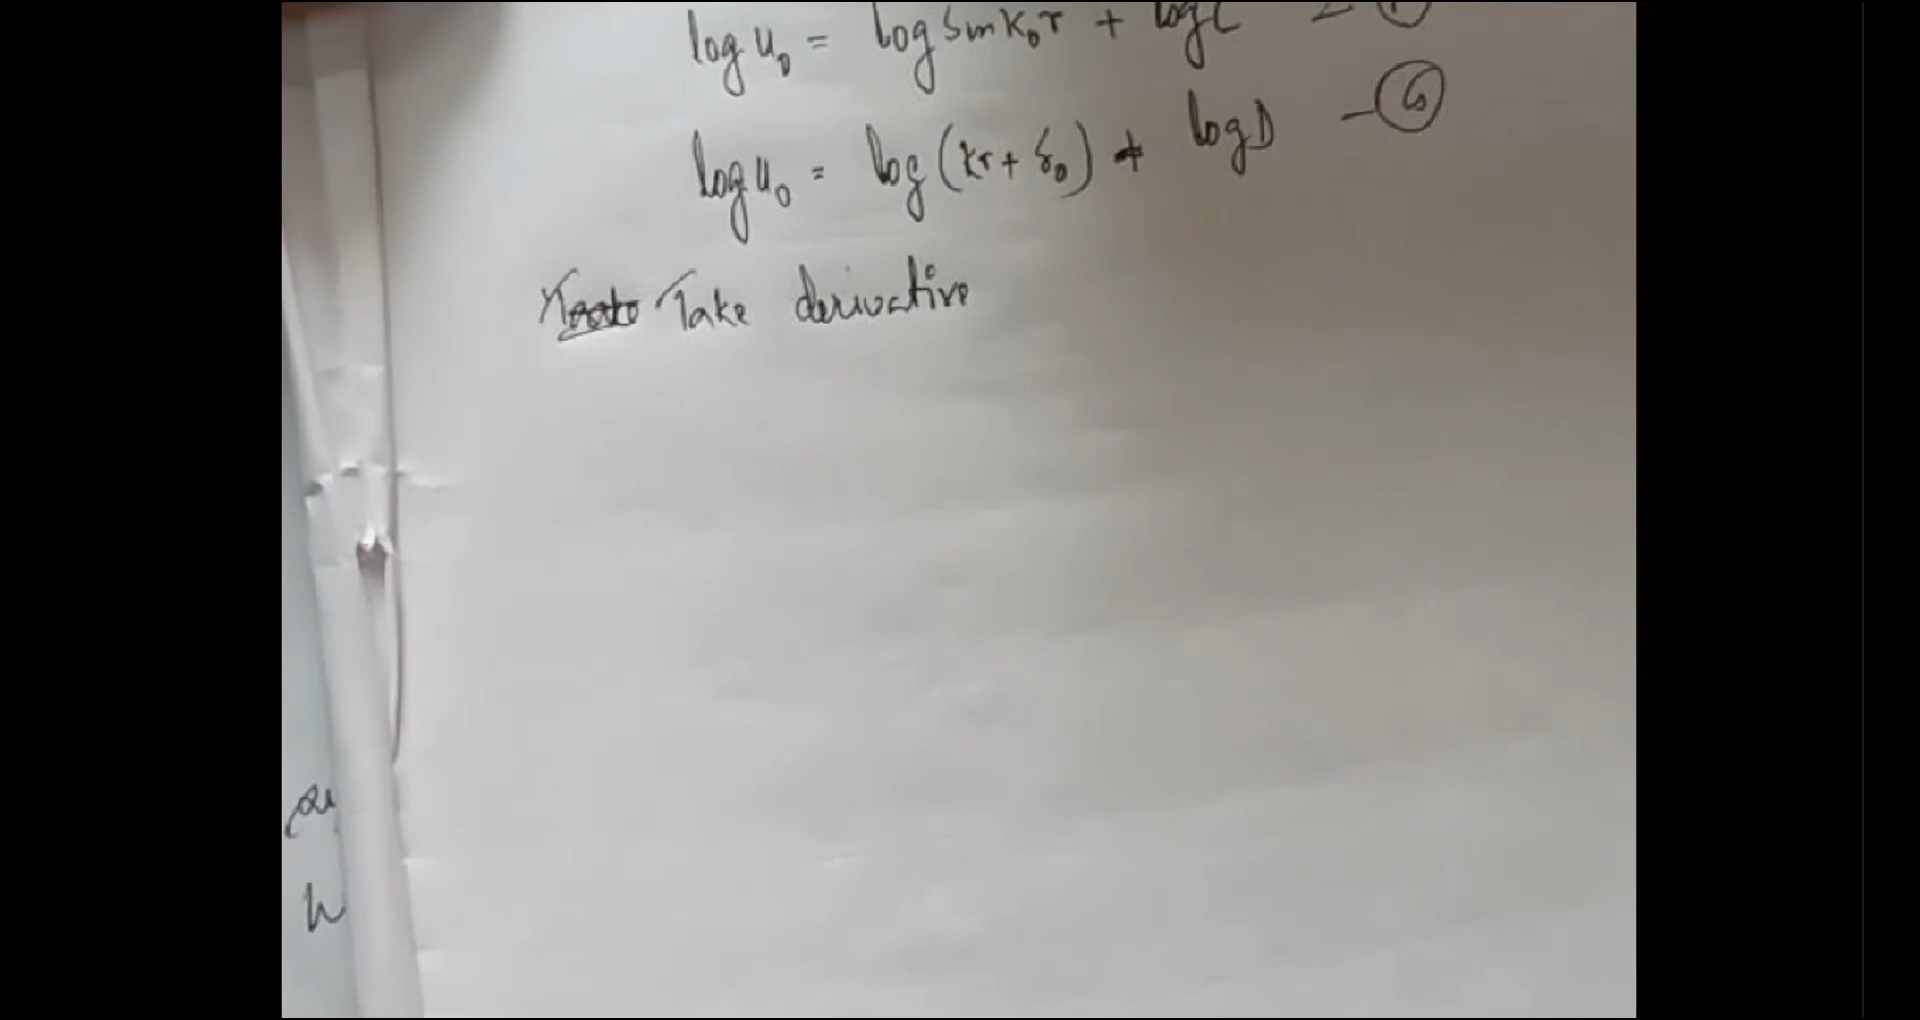 log u₀ = log sin k₀r + log C
log u₀ = log (kr + δ₀) + log D – ⑥
Take derivative